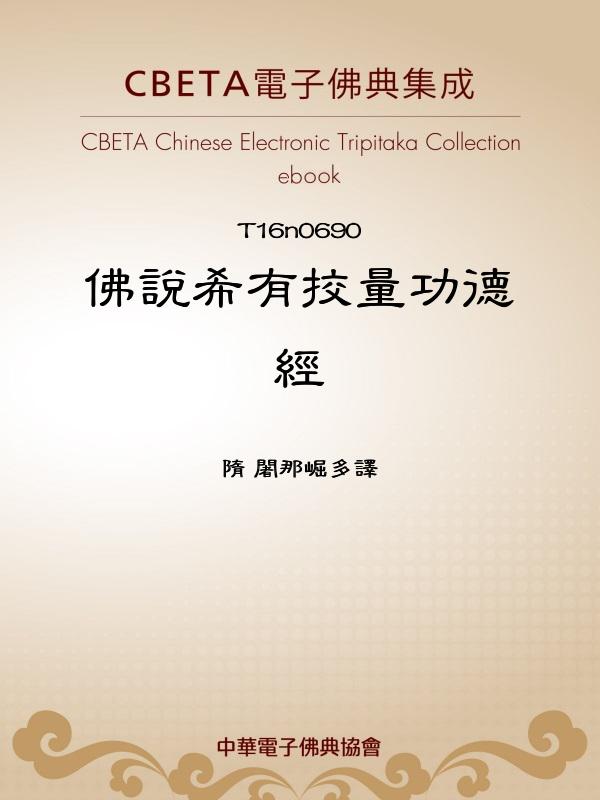 CBETA電子佛典集成
CBETA Chinese Electronic Tripitaka Collection
ebook
T16n0690
佛說希有挍量功德
經
隋 闍那崛多譯
中華電子佛典協會